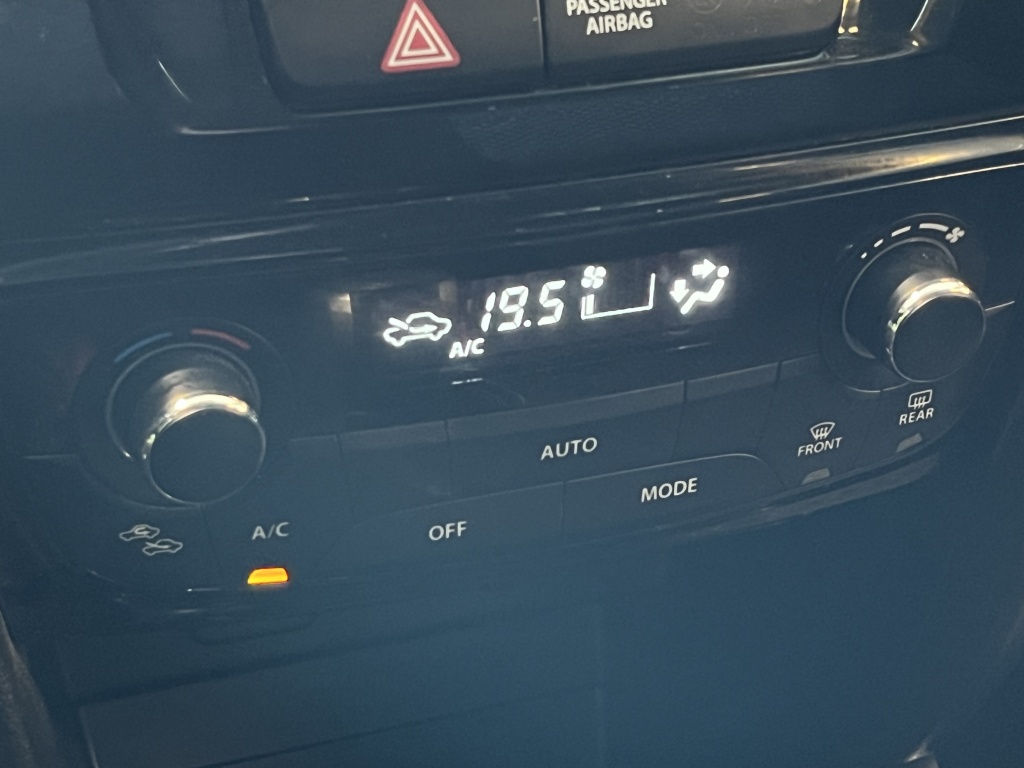 PASSENGER
AIRBAG
19.5
A/C
AUTO
FRONT
REAR
A/C
OFF
MODE